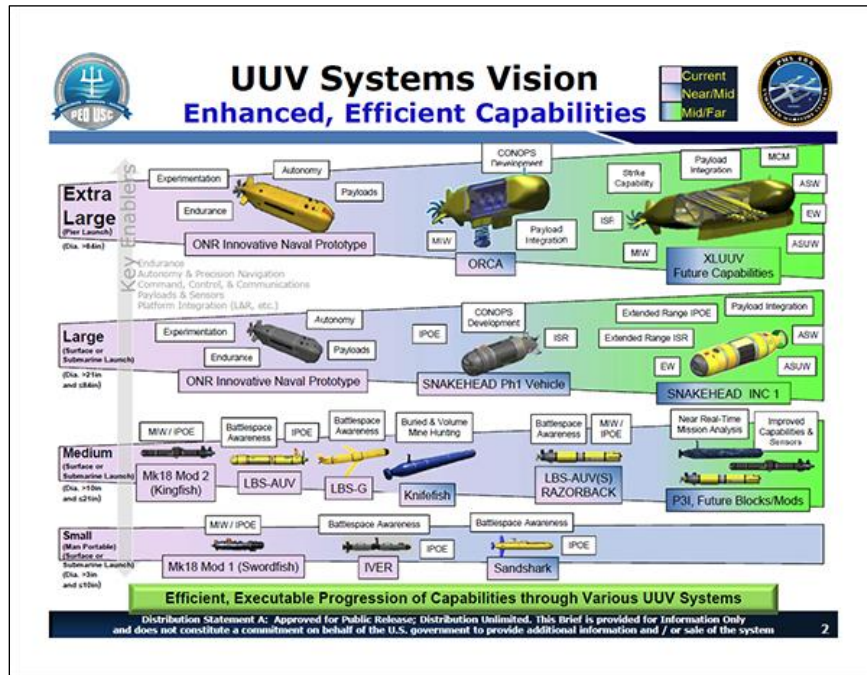 UUV Systems Vision
Enhanced, Efficient Capabilities
Current
Near/Mid
Mid/Far
PEO USC
PMS 406
Key Enablers
Extra
Large
(Pier Launch)
(Dia. >84in)
Experimentation
Autonomy
Payloads
Endurance
ONR Innovative Naval Prototype
CONOPS
Development
MIW
Payload
Integration
ORCA
Strike
Capability
Payload
Integration
MCM
ASW
EW
ASUW
ISR
MIW
XLUUV
Future Capabilities
Endurance
Autonomy & Precision Navigation
Command, Control, & Communications
Payloads & Sensors
Platform Integration (L&R, etc.)
Large
(Surface or
Submarine Launch)
(Dia. >21in
and ≤84in)
Experimentation
Autonomy
Payloads
Endurance
ONR Innovative Naval Prototype
IPOE
CONOPS
Development
ISR
SNAKEHEAD Ph1 Vehicle
Extended Range IPOE
Payload Integration
Extended Range ISR
ASW
EW
ASUW
SNAKEHEAD INC 1
Medium
(Surface or
Submarine Launch)
(Dia. >10in
and ≤21in)
MIW / IPOE
Mk18 Mod 2
(Kingfish)
Battlespace
Awareness
IPOE
LBS-AUV
Battlespace
Awareness
LBS-G
Buried & Volume
Mine Hunting
Knifefish
Battlespace
Awareness
MIW /
IPOE
LBS-AUV(S)
RAZORBACK
Near Real-Time
Mission Analysis
Improved
Capabilities &
Sensors
P3I, Future Blocks/Mods
Small
(Man Portable)
(Surface or
Submarine Launch)
(Dia. >3in
and ≤10in)
MIW / IPOE
Mk18 Mod 1 (Swordfish)
Battlespace Awareness
IPOE
IVER
Battlespace Awareness
IPOE
Sandshark
Efficient, Executable Progression of Capabilities through Various UUV Systems
Distribution Statement A: Approved for Public Release; Distribution Unlimited. This Brief is provided for Information Only
and does not constitute a commitment on behalf of the U.S. government to provide additional information and / or sale of the system
2